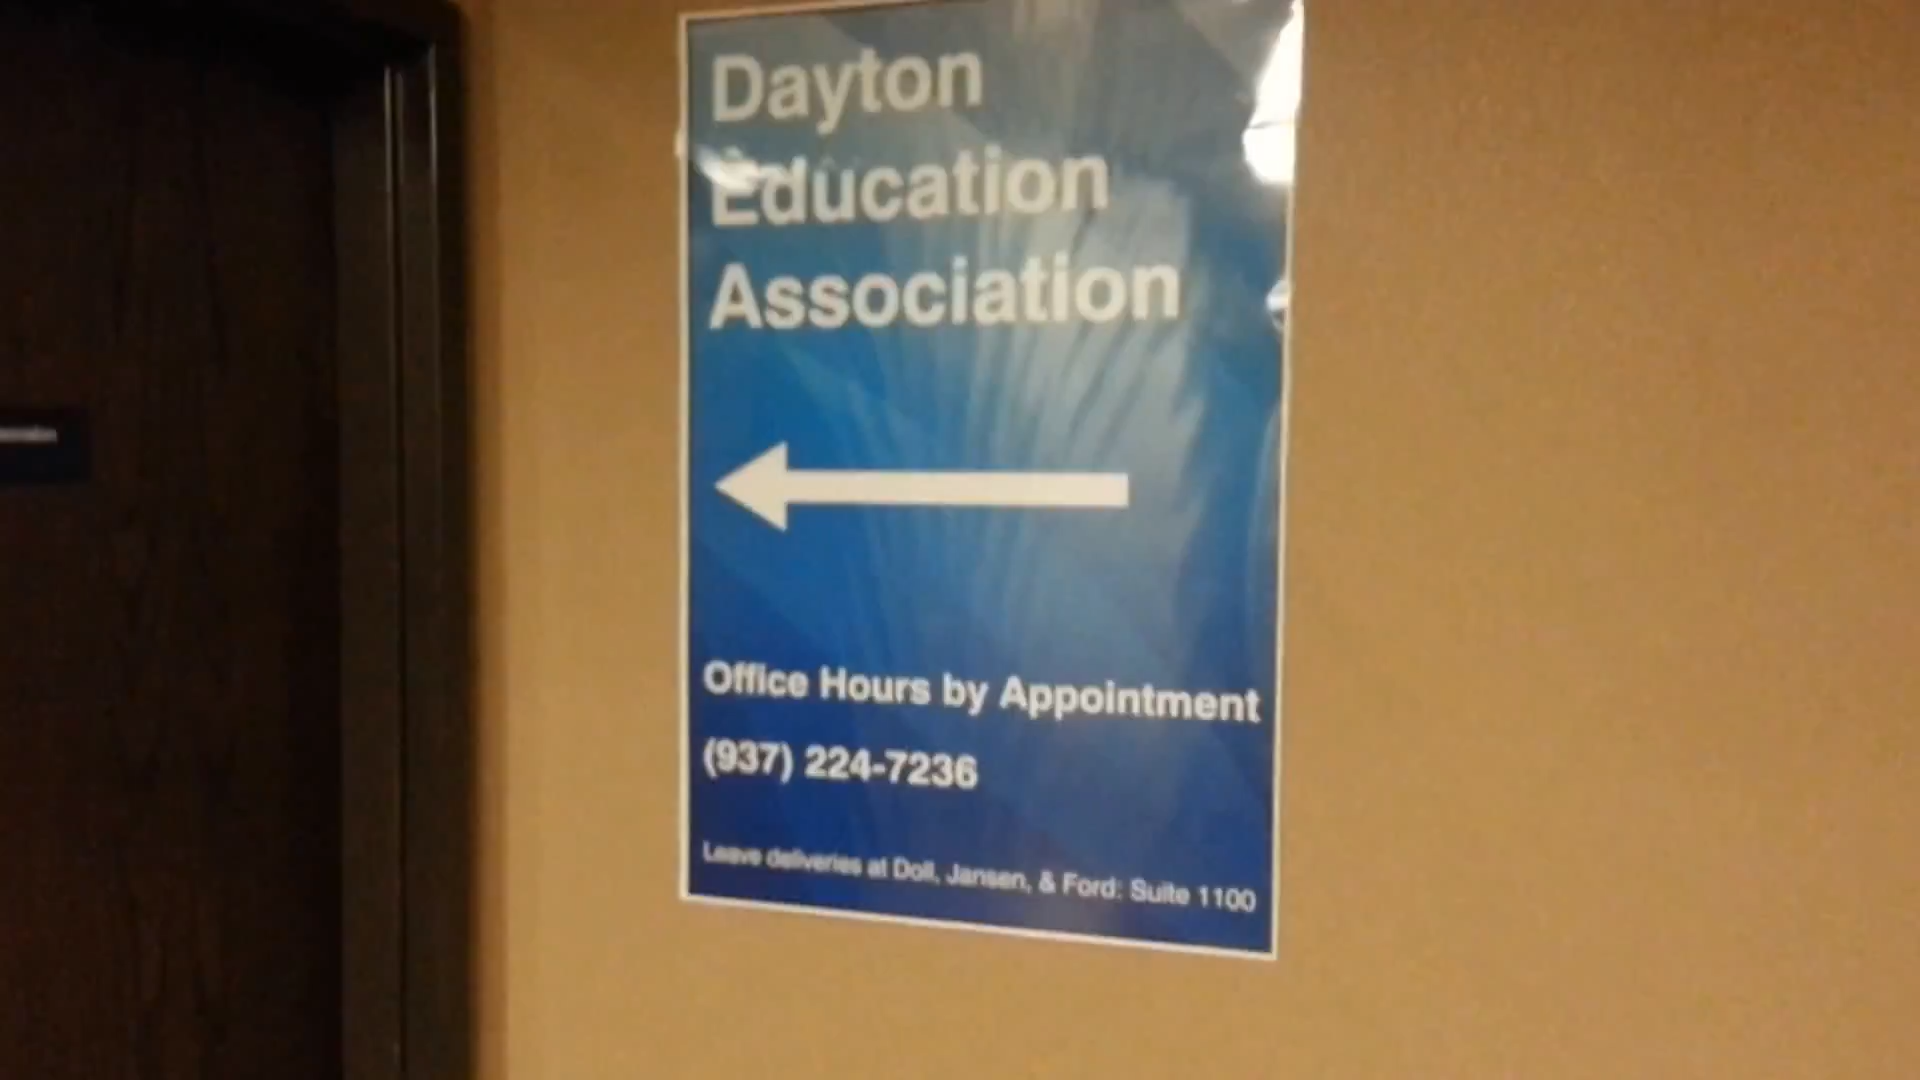 Dayton
Education
Association
Office Hours by Appointment
(937) 224-7236
Leave deliveries at Doll, Jansen, & Ford: Suite 1100